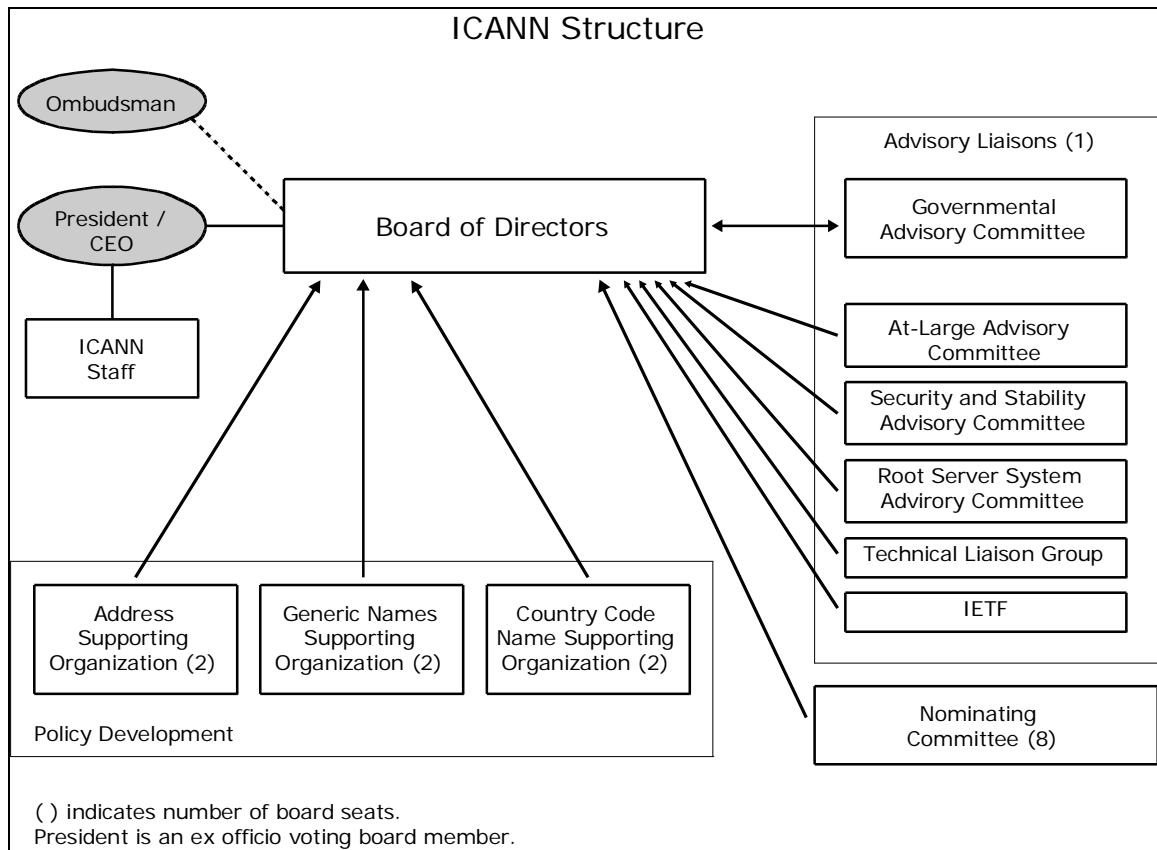 ICANN Structure
Ombudsman
President /
CEO
ICANN
Staff
Board of Directors
Advisory Liaisons (1)
Governmental
Advisory Committee
At-Large Advisory
Committee
Security and Stability
Advisory Committee
Root Server System
Advirory Committee
Technical Liaison Group
IETF
Nominating
Committee (8)
Address
Supporting
Organization (2)
Generic Names
Supporting
Organization (2)
Country Code
Name Supporting
Organization (2)
Policy Development
( ) indicates number of board seats.
President is an ex officio voting board member.